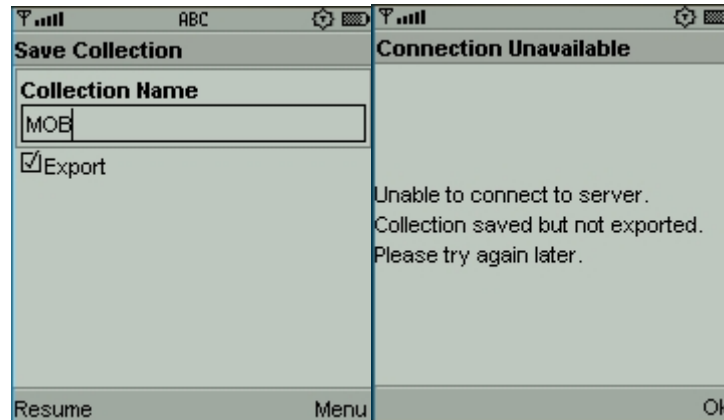 ABC
Save Collection
Collection Name
MOB
Export
Resume Menu
Connection Unavailable
Unable to connect to server.
Collection saved but not exported.
Please try again later.